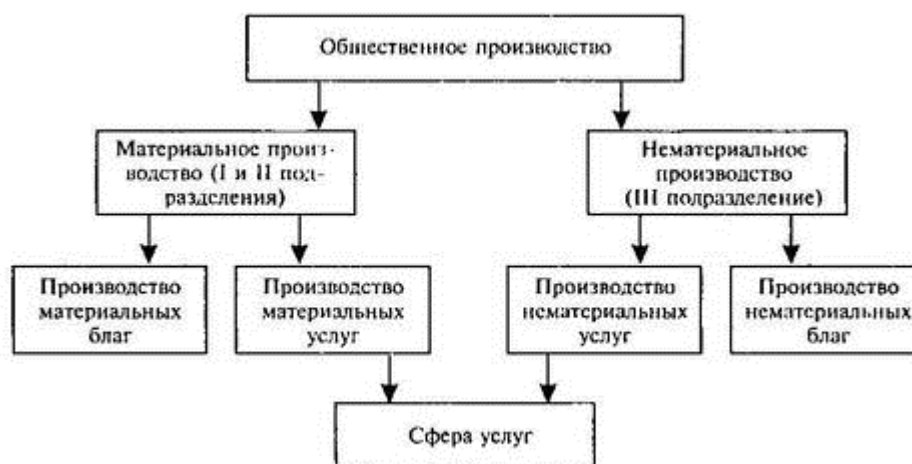 Общественное производство
Материальное произ-
водство (I и II под-
разделения)
Нематериальное
производство
(III подразделение)
Производство
материальных
благ
Производство
материальных
услуг
Производство
нематериальных
услуг
Производство
нематериальных
благ
Сфера услуг